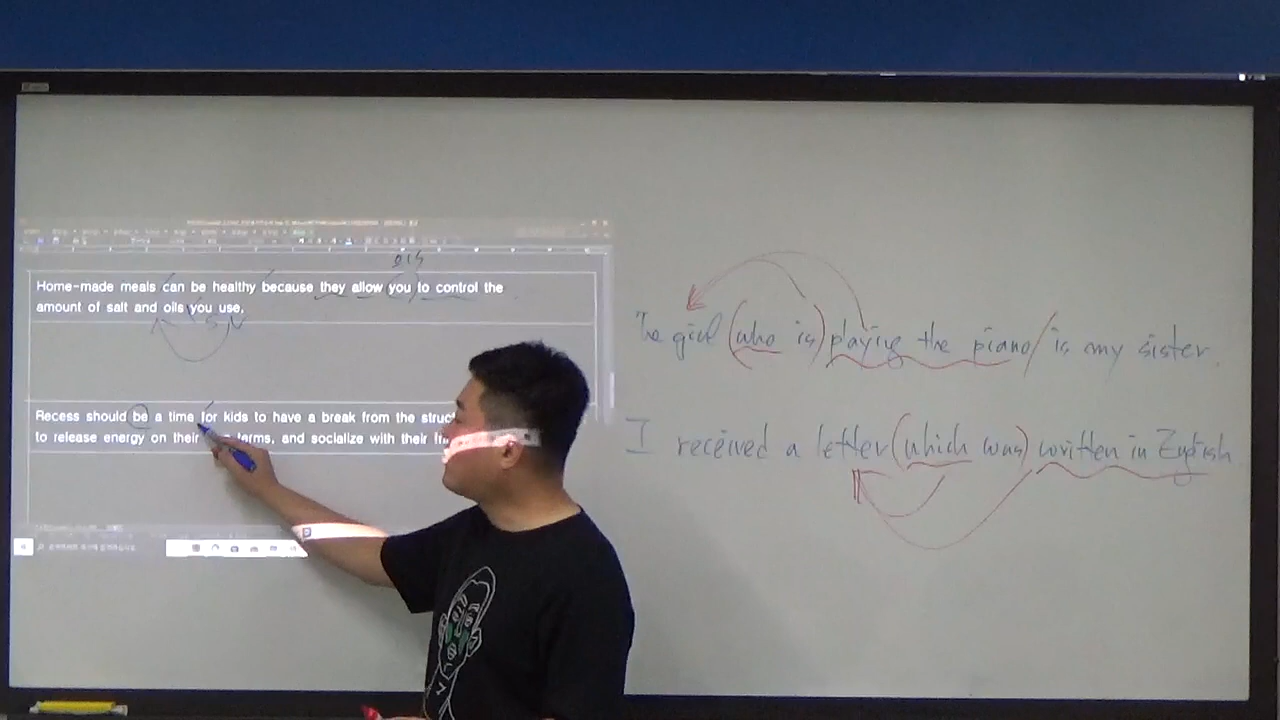 Home-made meals can be healthy because they allow you to control the
amount of salt and oils you use.
Recess should be a time for kids to have a break from the
to release energy on their terms, and socialize with their
The girl (who is) playing the piano / is my sister.
I received a letter (which was) written in English